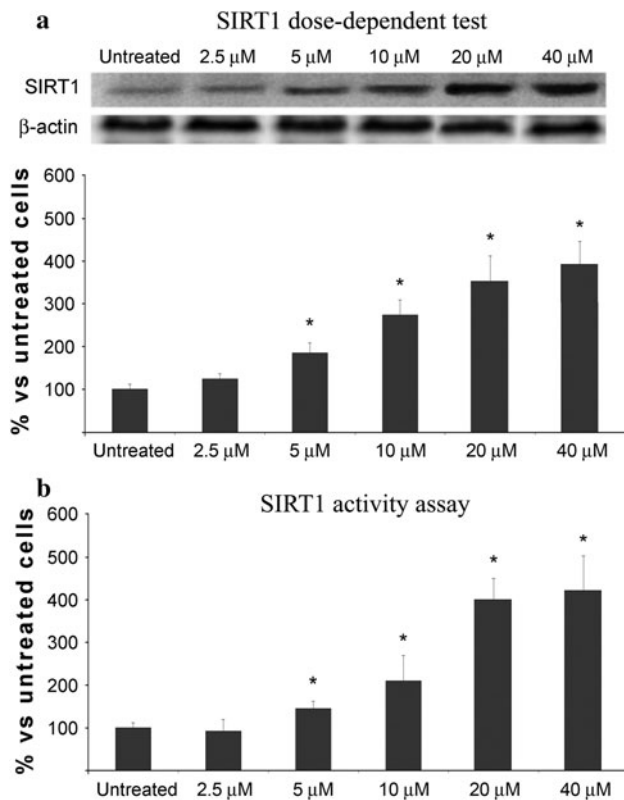 a
SIRT1 dose-dependent test
Untreated 2.5 µM 5 µM 10 µM 20 µM 40 µM
SIRT1
β-actin
% vs untreated cells
600
500
400
300
200
100
* * * *
Untreated 2.5 µM 5 µM 10 µM 20 µM 40 µM
b
SIRT1 activity assay
% vs untreated cells
600
500
400
300
200
100
* * * *
Untreated 2.5 µM 5 µM 10 µM 20 µM 40 µM